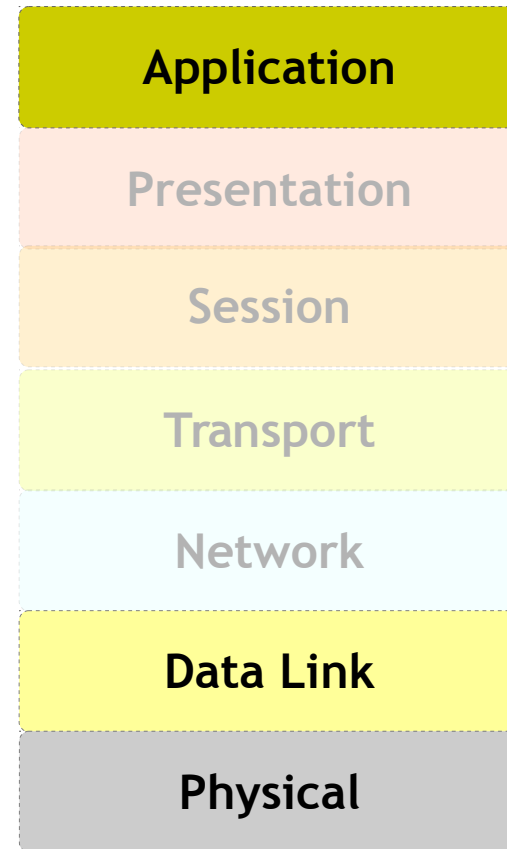 Application
Presentation
Session
Transport
Network
Data Link
Physical